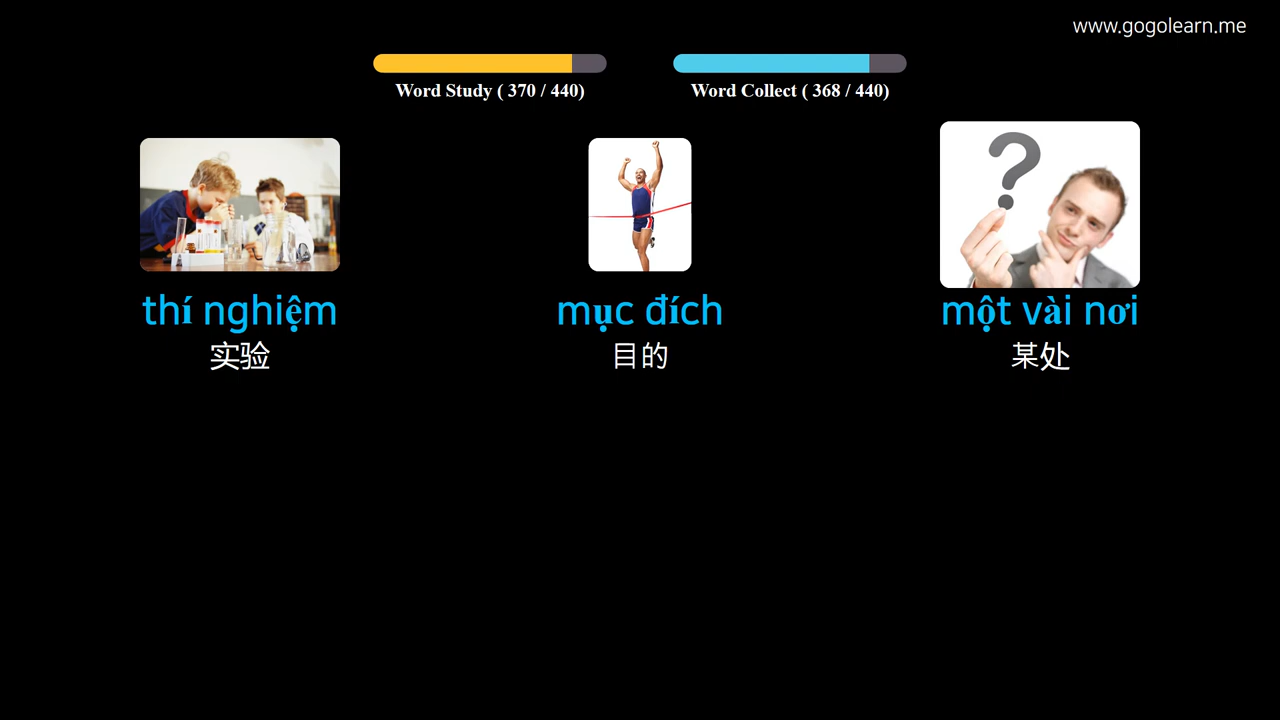 www.gogolearn.me
Word Study ( 370 / 440)
Word Collect ( 368 / 440)
thí nghiệm
mục đích
một vài nơi
实验
目的
某处